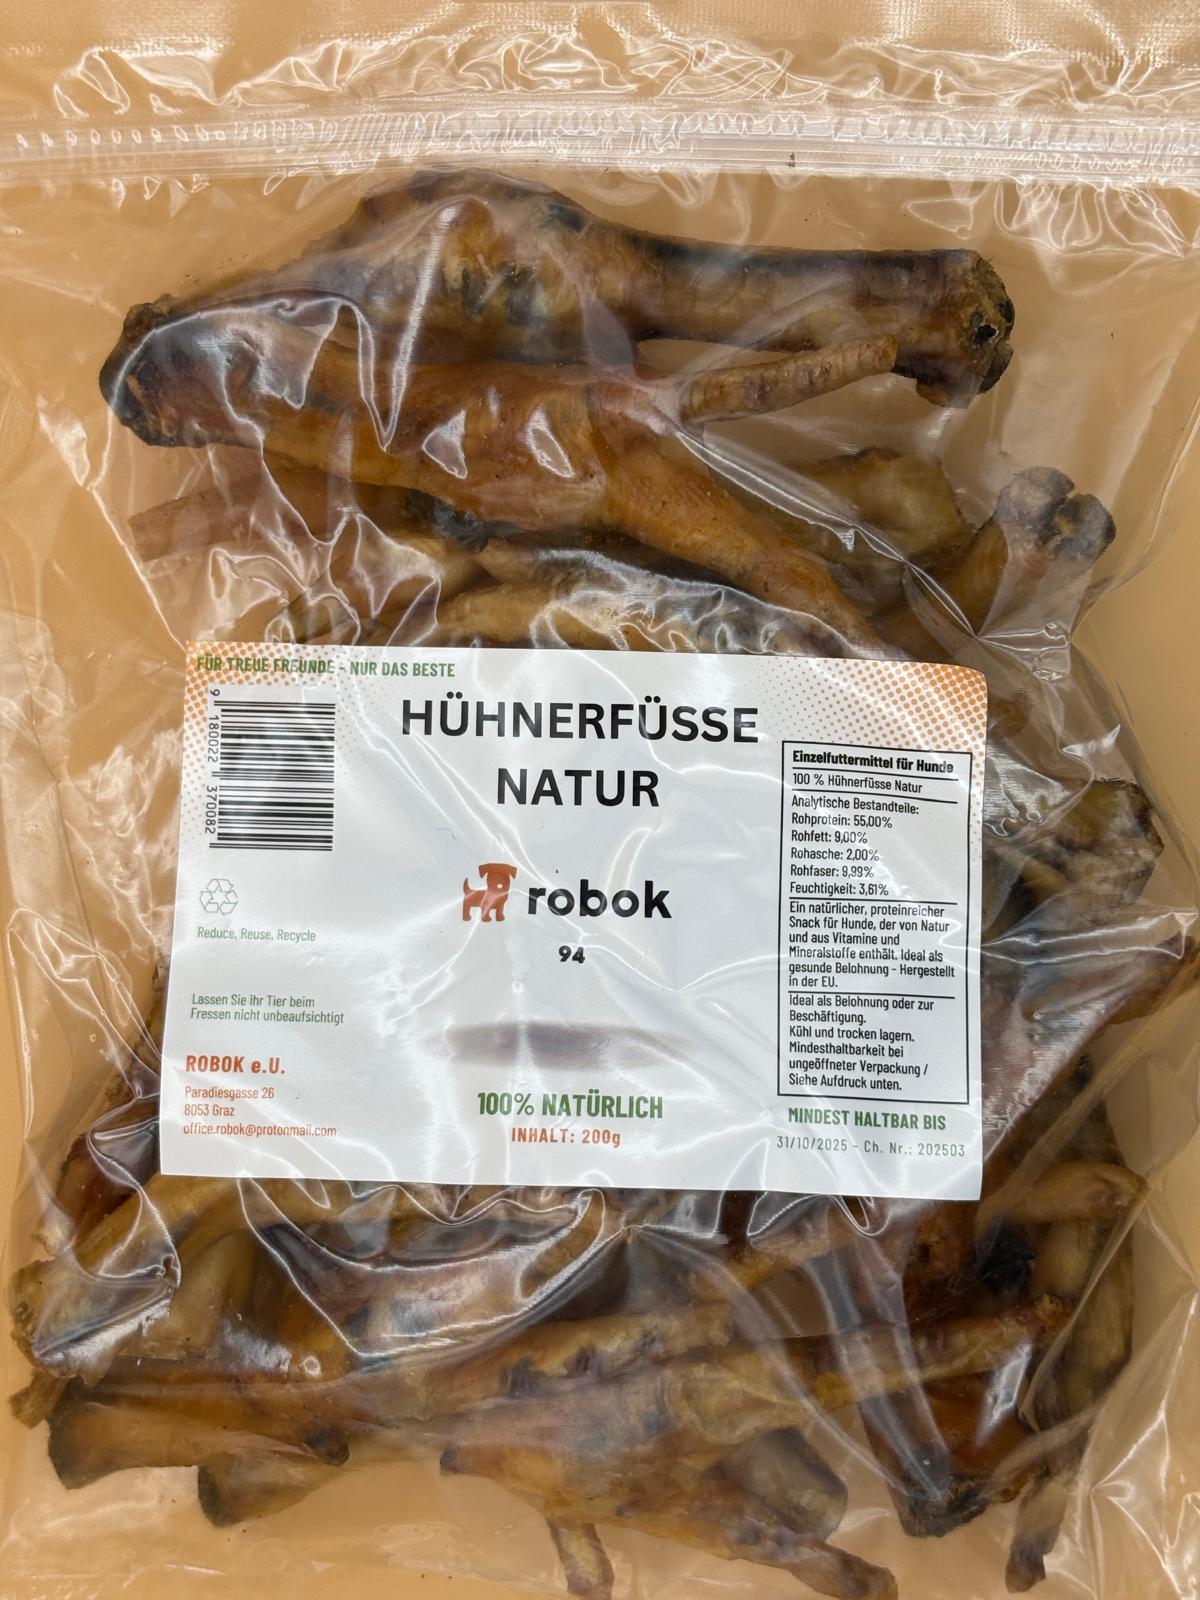 FÜR TREUE FREUNDE - NUR DAS BESTE
9 180022 370082
HÜHNERFÜSSE
NATUR
robok
94
Reduce, Reuse, Recycle
Lassen Sie ihr Tier beim
Fressen nicht unbeaufsichtigt
ROBOK e.U.
Paradiesgasse 26
8053 Graz
office.robok@protonmail.com
100% NATÜRLICH
INHALT: 200g
Einzelfuttermittel für Hunde
100 % Hühnerfüsse Natur
Analytische Bestandteile:
Rohprotein: 55,00%
Rohfett: 9,00%
Rohasche: 2,00%
Rohfaser: 9,99%
Feuchtigkeit: 3,61%
Ein natürlicher, proteinreicher
Snack für Hunde, der von Natur
und aus Vitamine und
Mineralstoffe enthält. Ideal als
gesunde Belohnung - Hergestellt
in der EU.
Ideal als Belohnung oder zur
Beschäftigung.
Kühl und trocken lagern.
Mindesthaltbarkeit bei
ungeöffneter Verpackung /
Siehe Aufdruck unten.
MINDEST HALTBAR BIS
31/10/2025 - Ch. Nr.: 202503